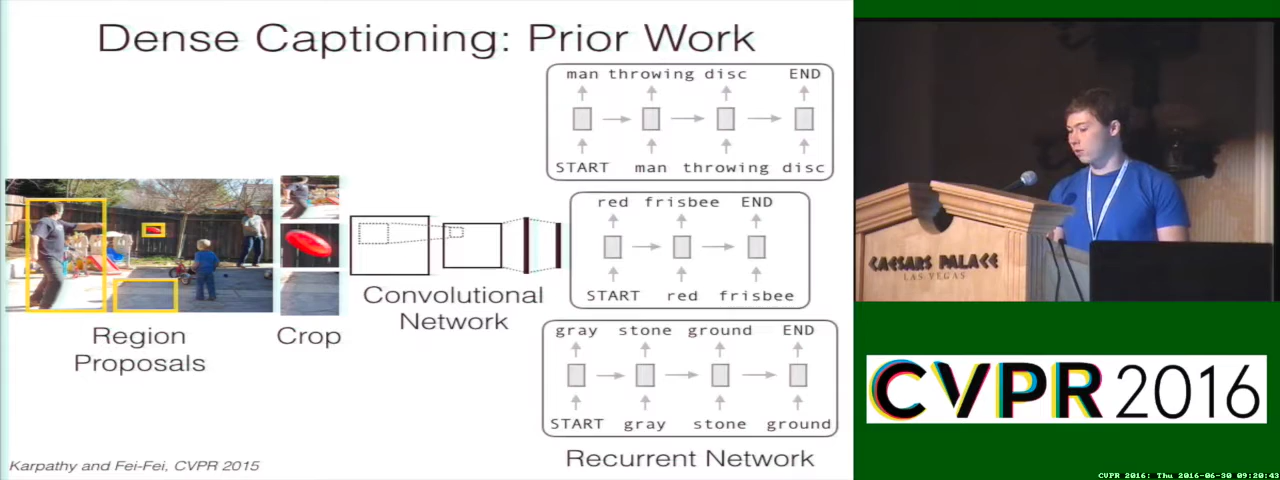 Dense Captioning: Prior Work
man throwing disc END
START man throwing disc
red frisbee END
START red frisbee
gray stone ground END
START gray stone ground
Region
Proposals
Crop
Convolutional
Network
Recurrent Network
Karpathy and Fei-Fei, CVPR 2015
CAESARS PALACE
LAS VEGAS
CVPR 2016
CVPR 2016: Thu 2016-06-30 09:20:43